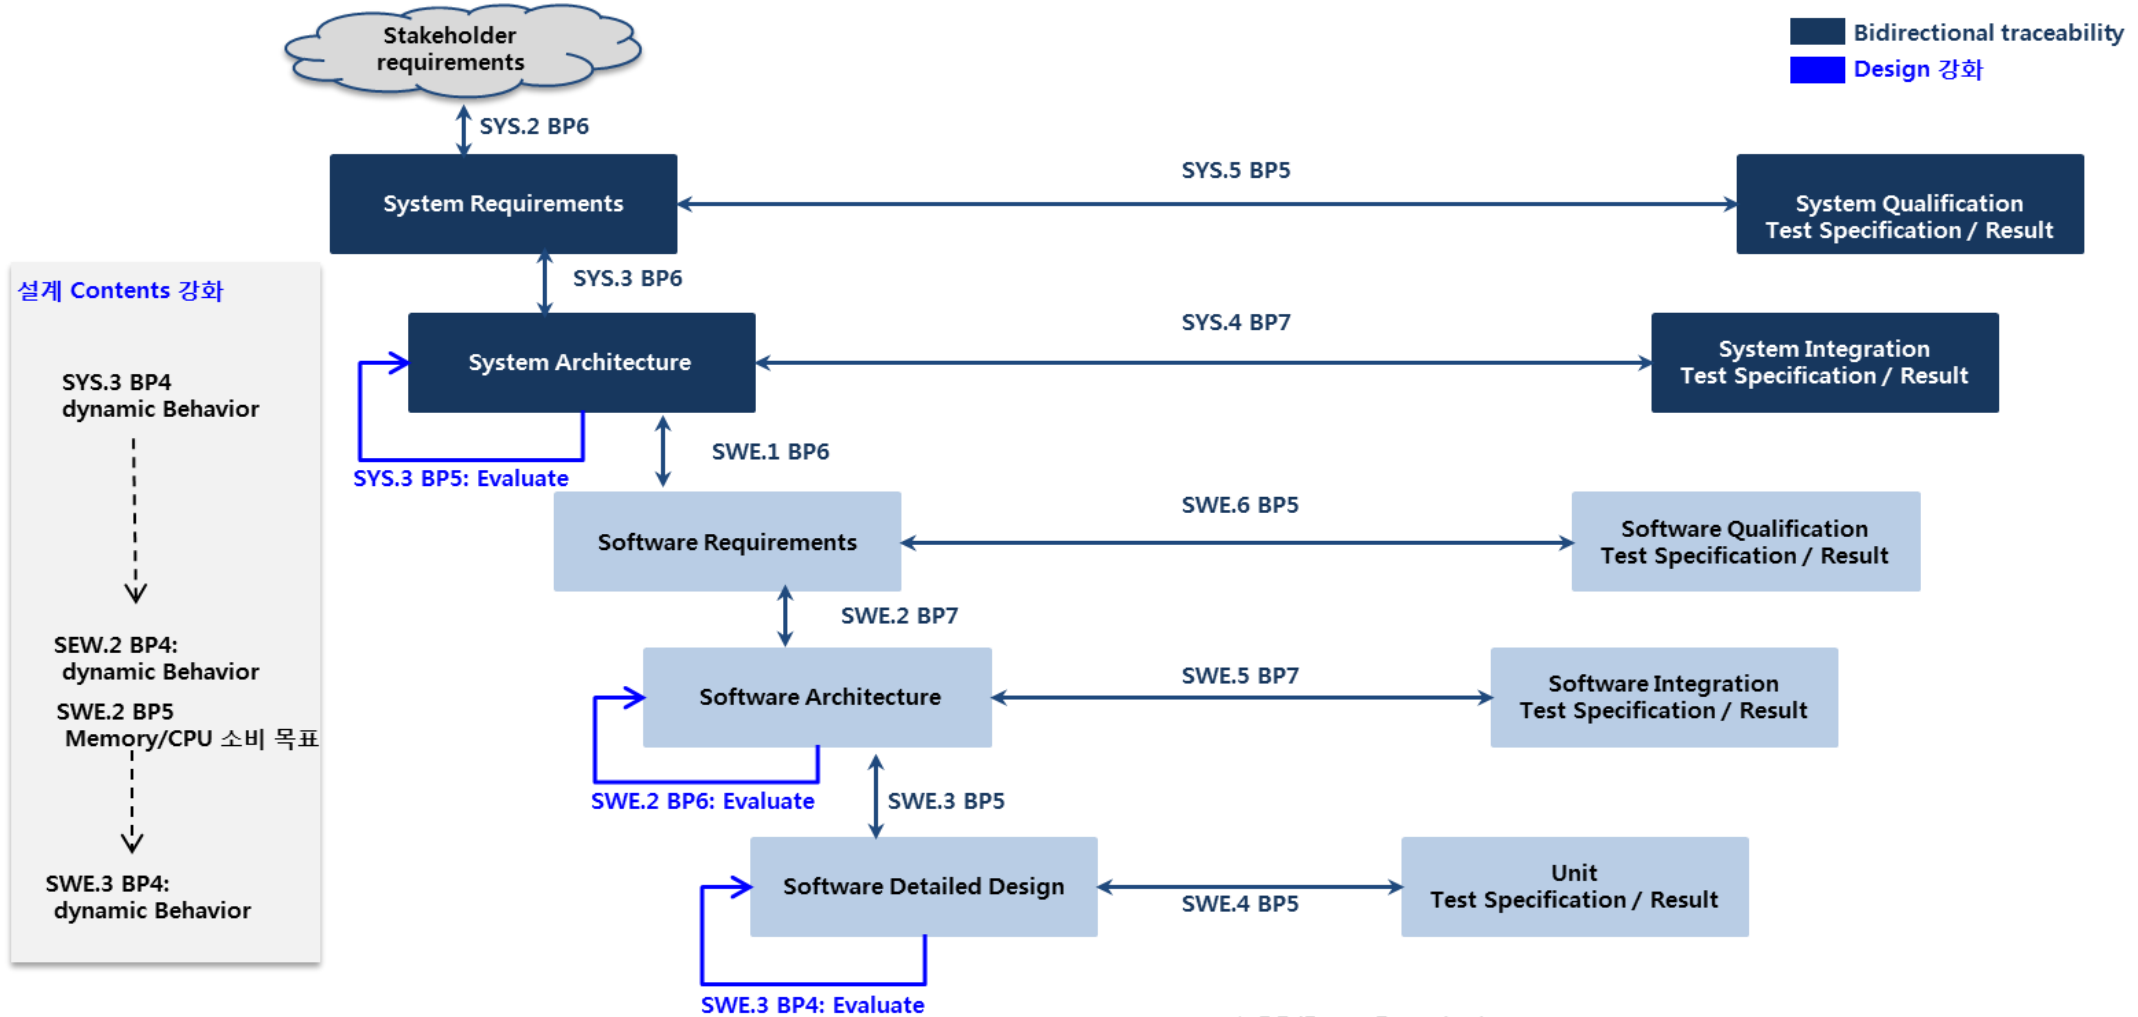 Stakeholder
requirements
Bidirectional traceability
Design 강화
SYS.2 BP6
System Requirements
SYS.5 BP5
System Qualification
Test Specification / Result
SYS.3 BP6
설계 Contents 강화
SYS.3 BP4
dynamic Behavior
SEW.2 BP4:
dynamic Behavior
SWE.2 BP5
Memory/CPU 소비 목표
SWE.3 BP4:
dynamic Behavior
System Architecture
SYS.4 BP7
System Integration
Test Specification / Result
SYS.3 BP5: Evaluate
SWE.1 BP6
Software Requirements
SWE.6 BP5
Software Qualification
Test Specification / Result
SWE.2 BP7
Software Architecture
SWE.5 BP7
Software Integration
Test Specification / Result
SWE.2 BP6: Evaluate
SWE.3 BP5
Software Detailed Design
SWE.4 BP5
Unit
Test Specification / Result
SWE.3 BP4: Evaluate